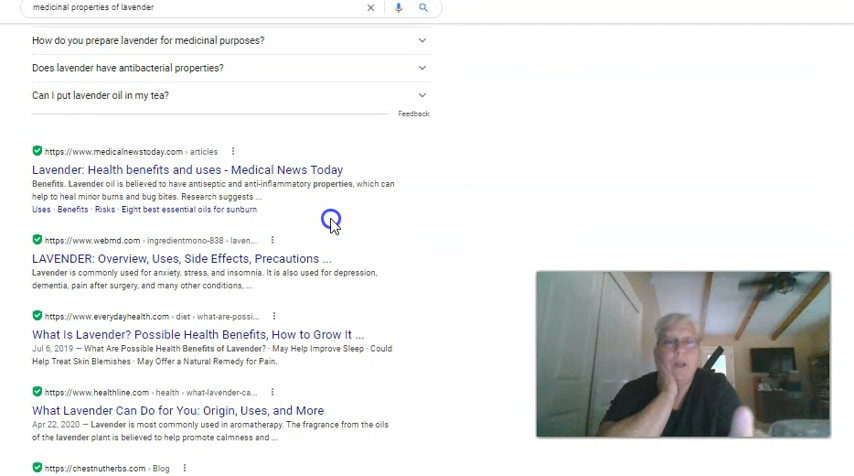 medicinal properties of lavender
How do you prepare lavender for medicinal purposes?
Does lavender have antibacterial properties?
Can I put lavender oil in my tea?
Feedback
https://www.medicalnewstoday.com › articles
Lavender: Health benefits and uses - Medical News Today
Benefits. Lavender oil is believed to have antiseptic and anti-inflammatory properties, which can
help to heal minor burns and bug bites. Research suggests ...
Uses · Benefits · Risks · Eight best essential oils for sunburn
https://www.webmd.com › ingredientmono-838 › laven...
LAVENDER: Overview, Uses, Side Effects, Precautions ...
Lavender is commonly used for anxiety, stress, and insomnia. It is also used for depression,
dementia, pain after surgery, and many other conditions, ...
https://www.everydayhealth.com › diet › what-are-possi...
What Is Lavender? Possible Health Benefits, How to Grow It ...
Jul 6, 2019 — What Are Possible Health Benefits of Lavender? · May Help Improve Sleep · Could
Help Treat Skin Blemishes · May Offer a Natural Remedy for Pain.
https://www.healthline.com › health › what-lavender-ca...
What Lavender Can Do for You: Origin, Uses, and More
Apr 22, 2020 — Lavender is most commonly used in aromatherapy. The fragrance from the oils
of the lavender plant is believed to help promote calmness and ...
https://chestnutherbs.com › Blog